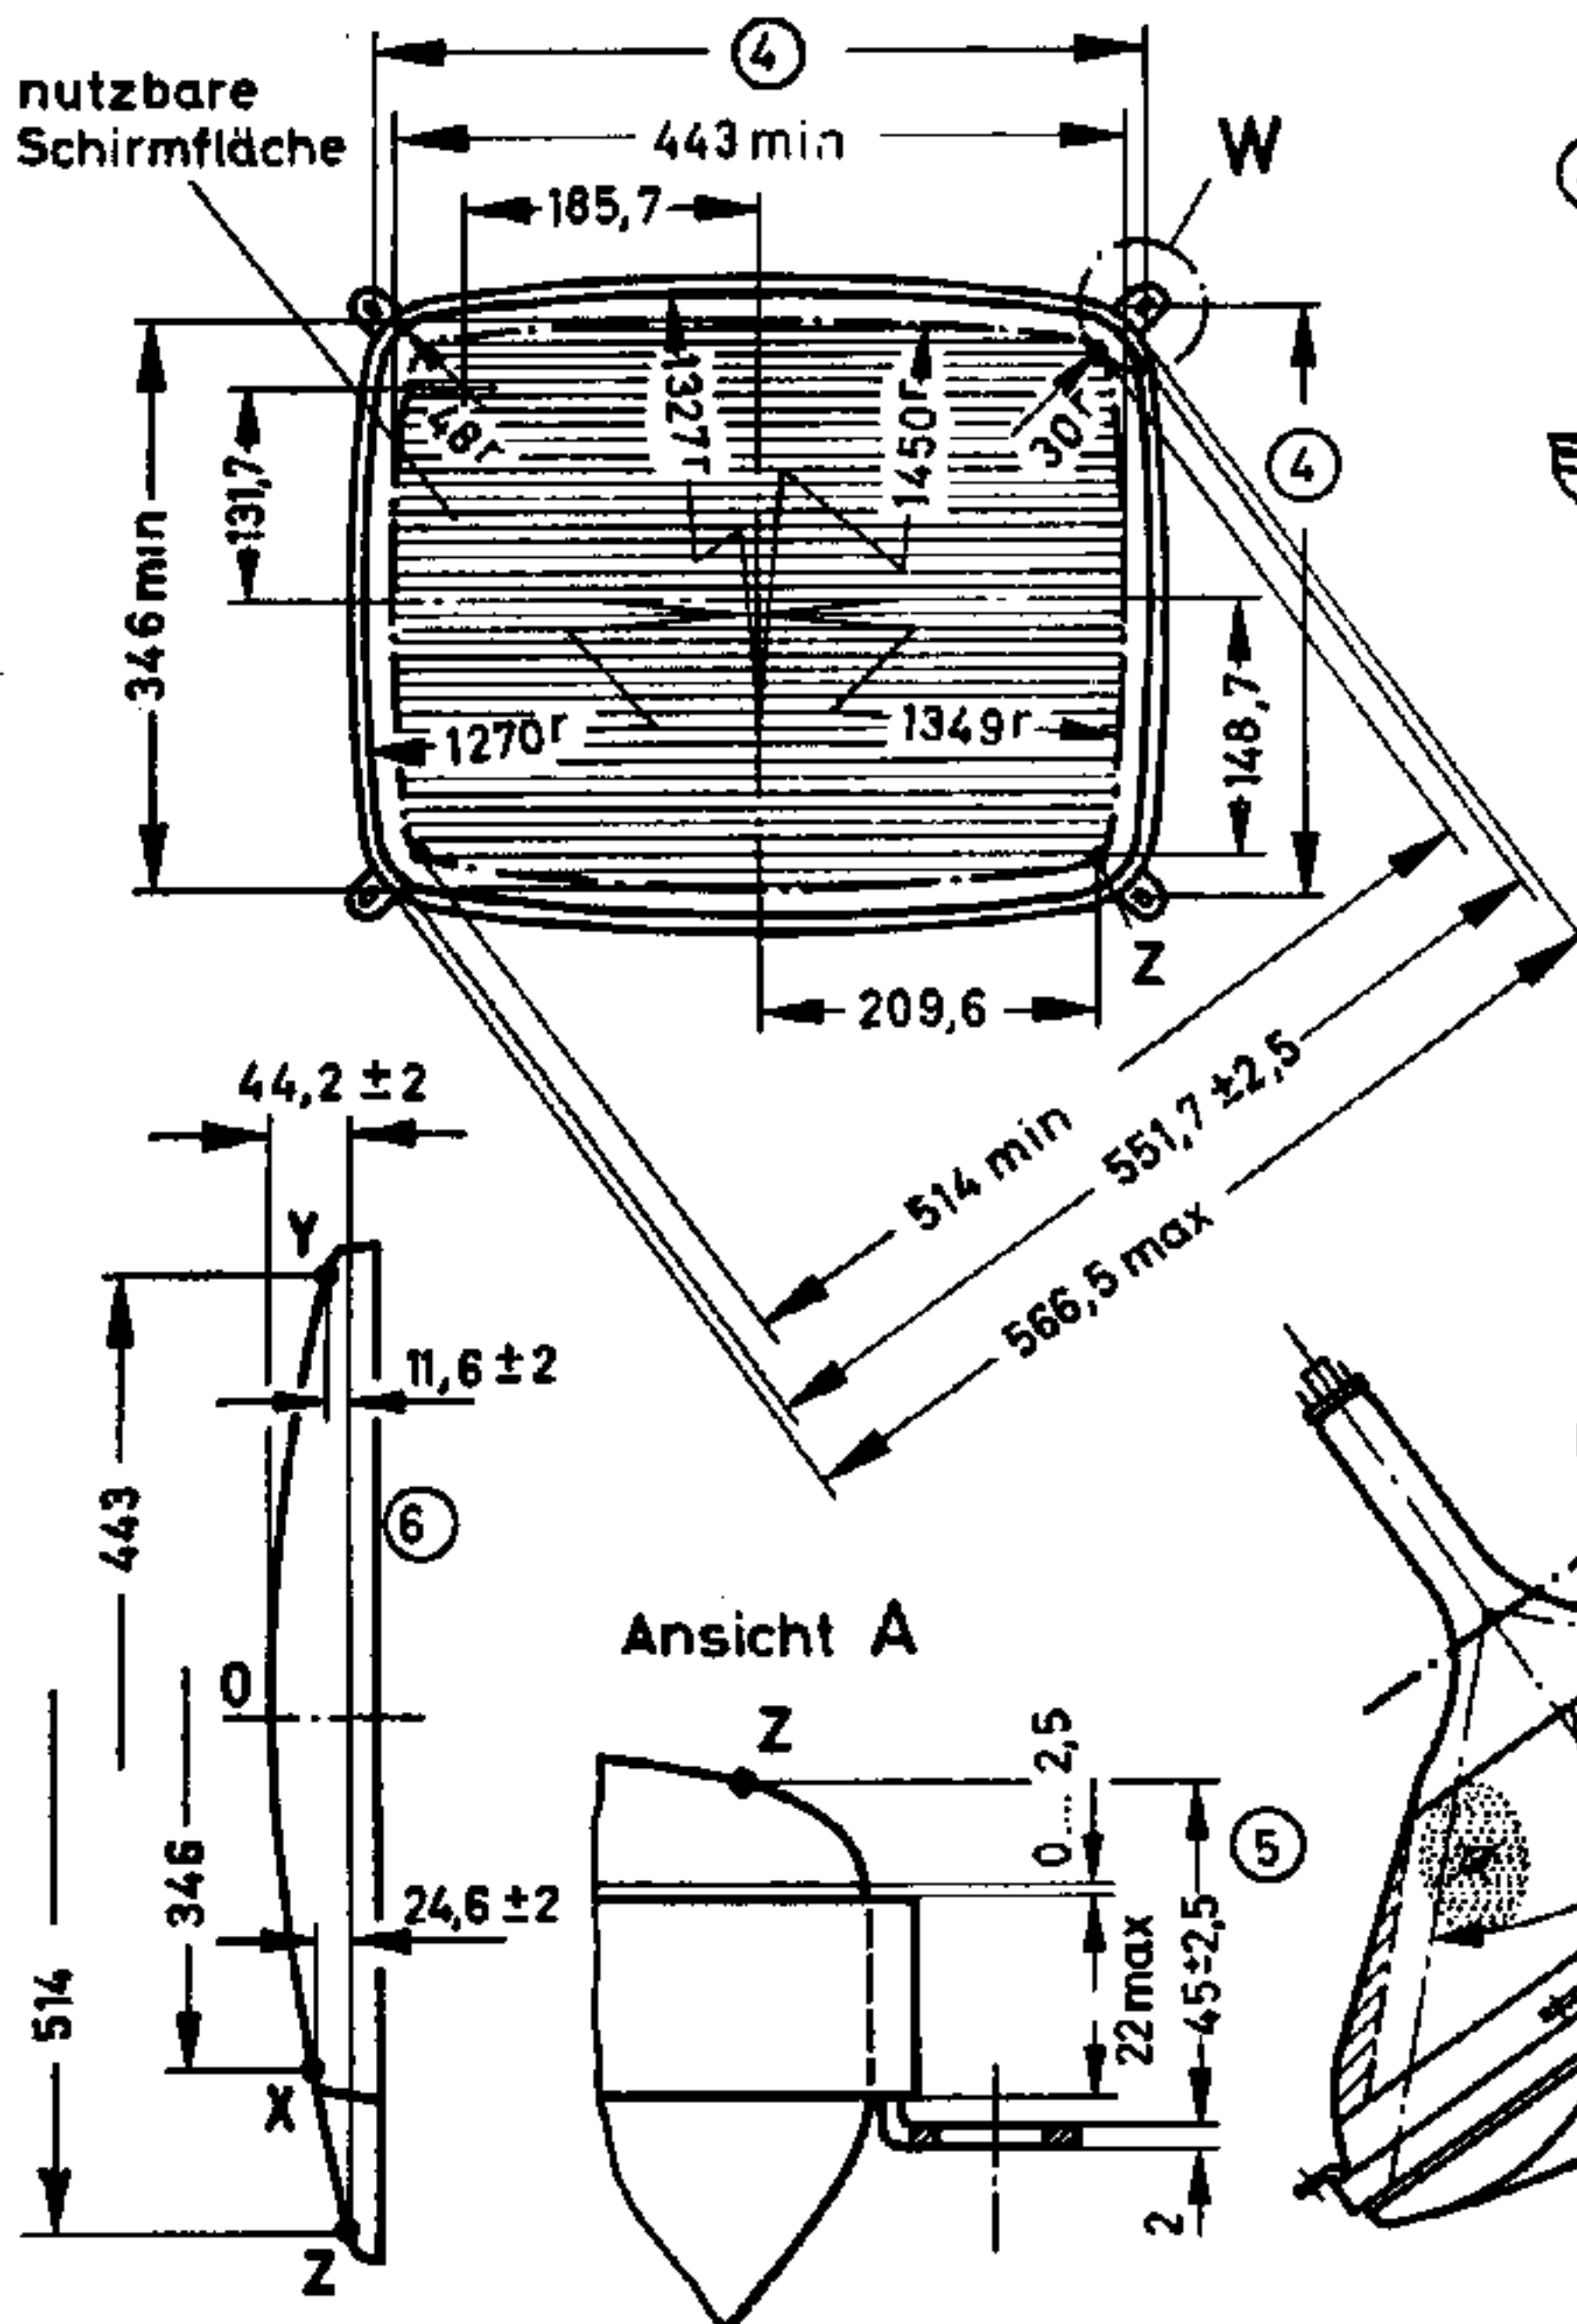 4
nutzbare
Schirmfläche
443 min
W
185,7
1327r
1450r
48r
30r
4
131,7
346 min
1270r
1349r
148,7
Z
209,6
44,2 ±2
514 min
551,7 ±2,5
566,5 max
Y
11,6 ±2
443
6
Ansicht A
O
Z
0...2,5
5
346
24,6 ±2
22 max
45±2,5
514
X
2
Z